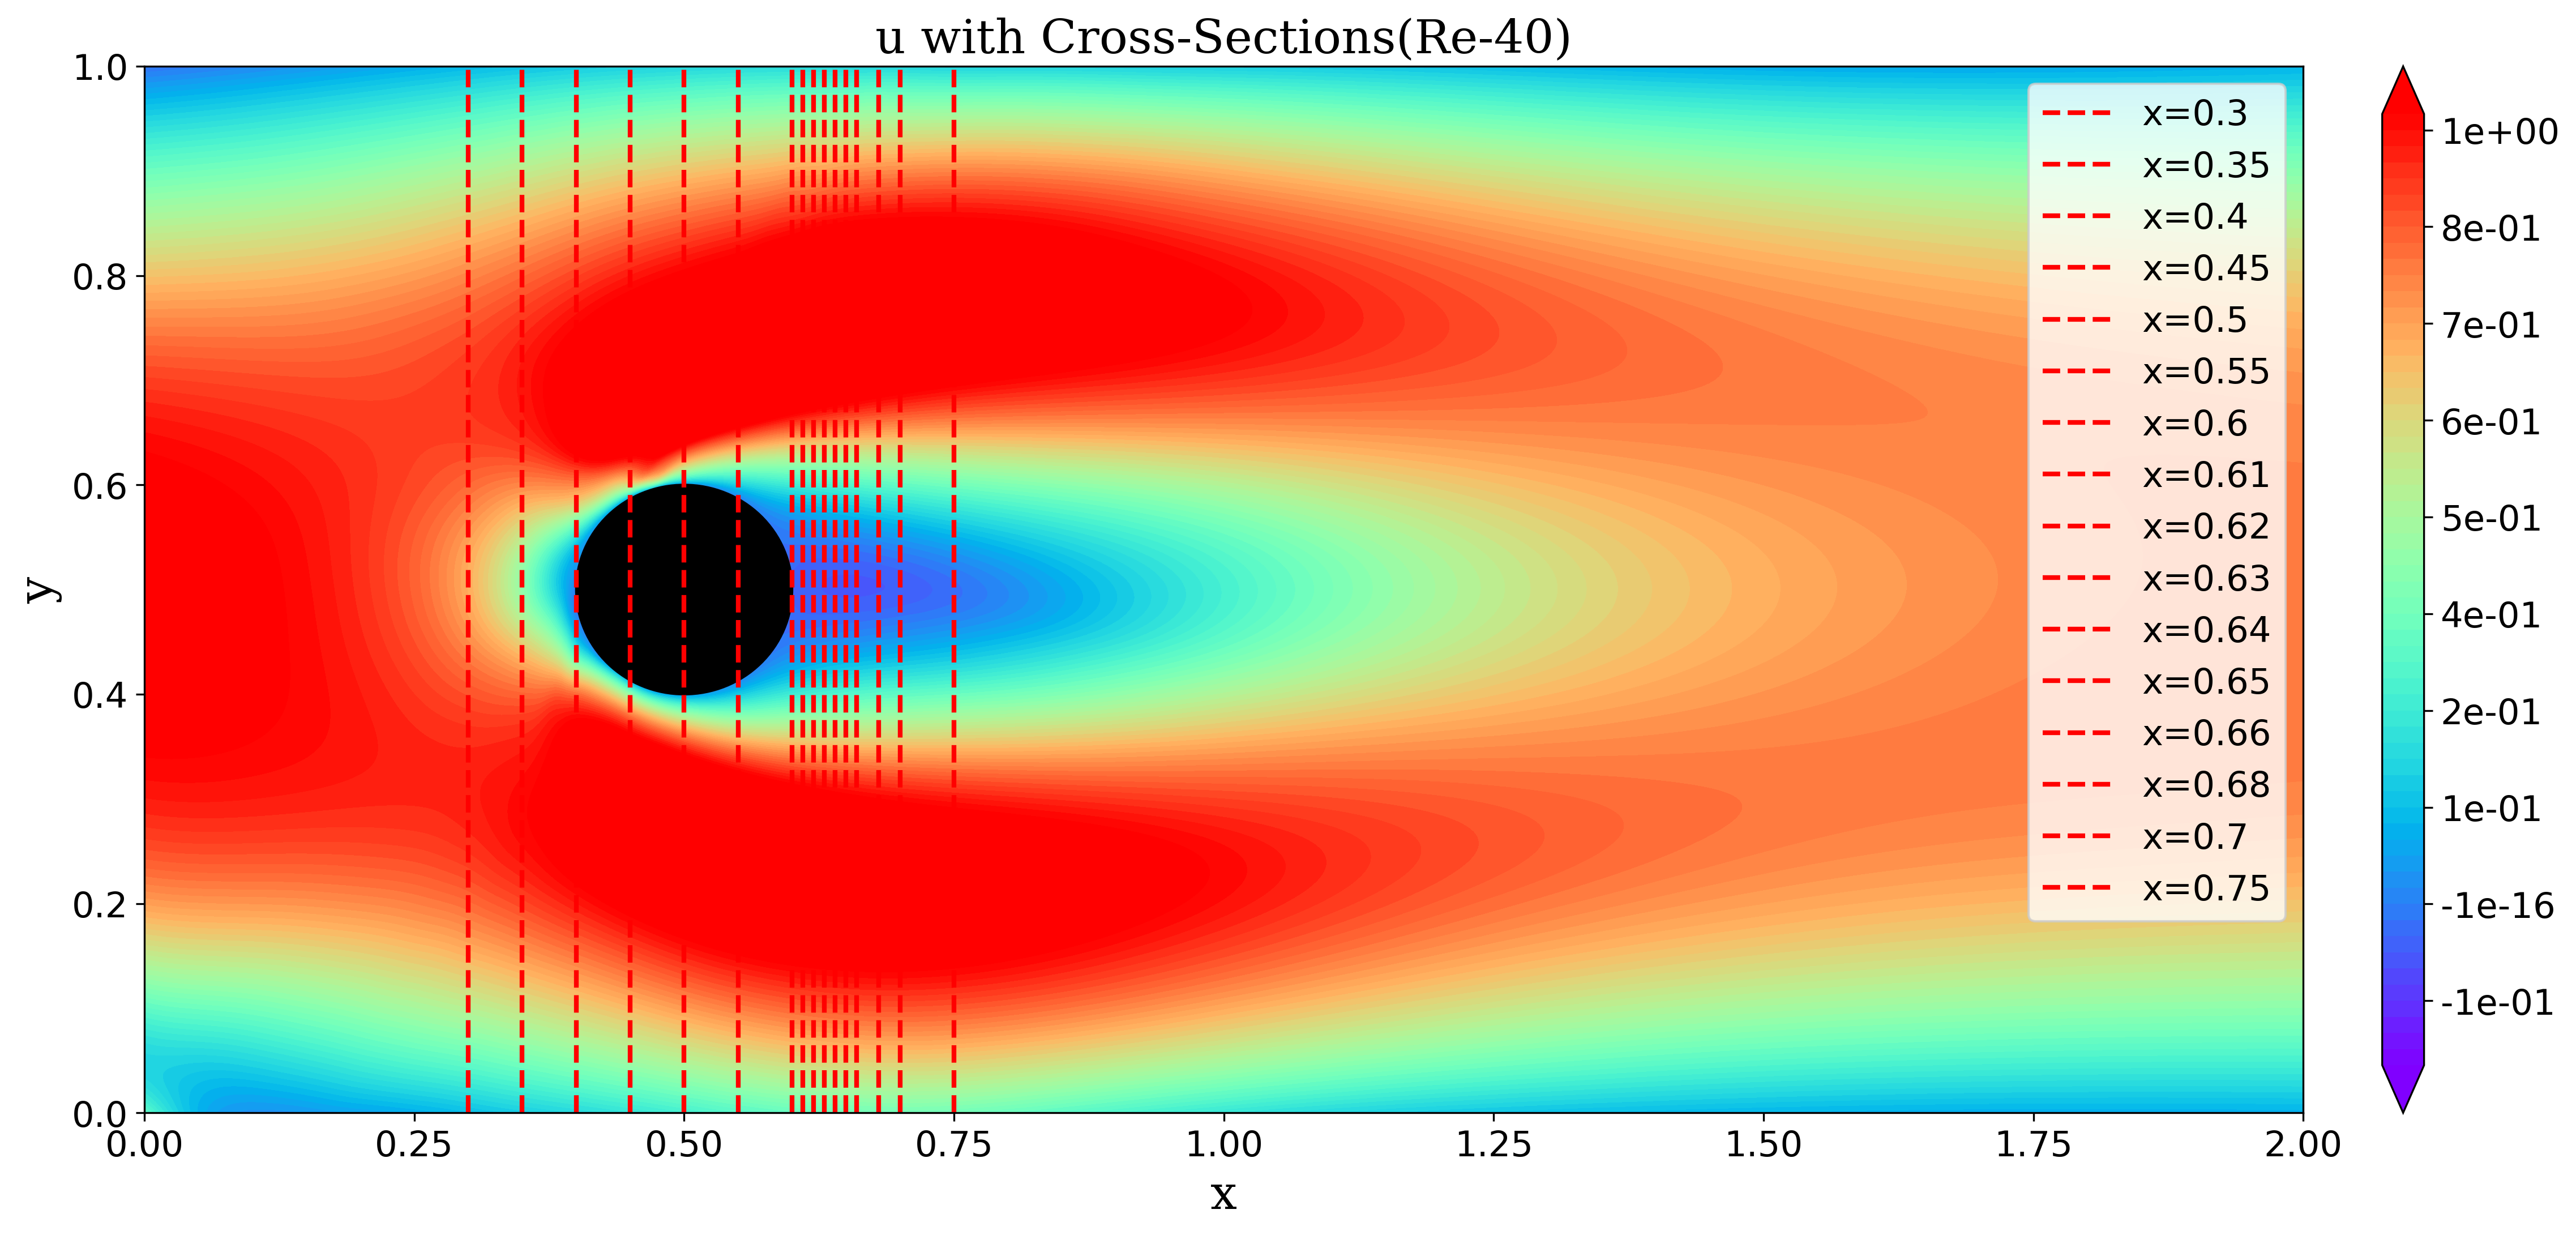 u with Cross-Sections(Re-40)
1.0
0.8
0.6
0.4
0.2
0.0
y
0.00 0.25 0.50 0.75 1.00 1.25 1.50 1.75 2.00
x
x=0.3
x=0.35
x=0.4
x=0.45
x=0.5
x=0.55
x=0.6
x=0.61
x=0.62
x=0.63
x=0.64
x=0.65
x=0.66
x=0.68
x=0.7
x=0.75
1e+00
8e-01
7e-01
6e-01
5e-01
4e-01
2e-01
1e-01
-1e-16
-1e-01